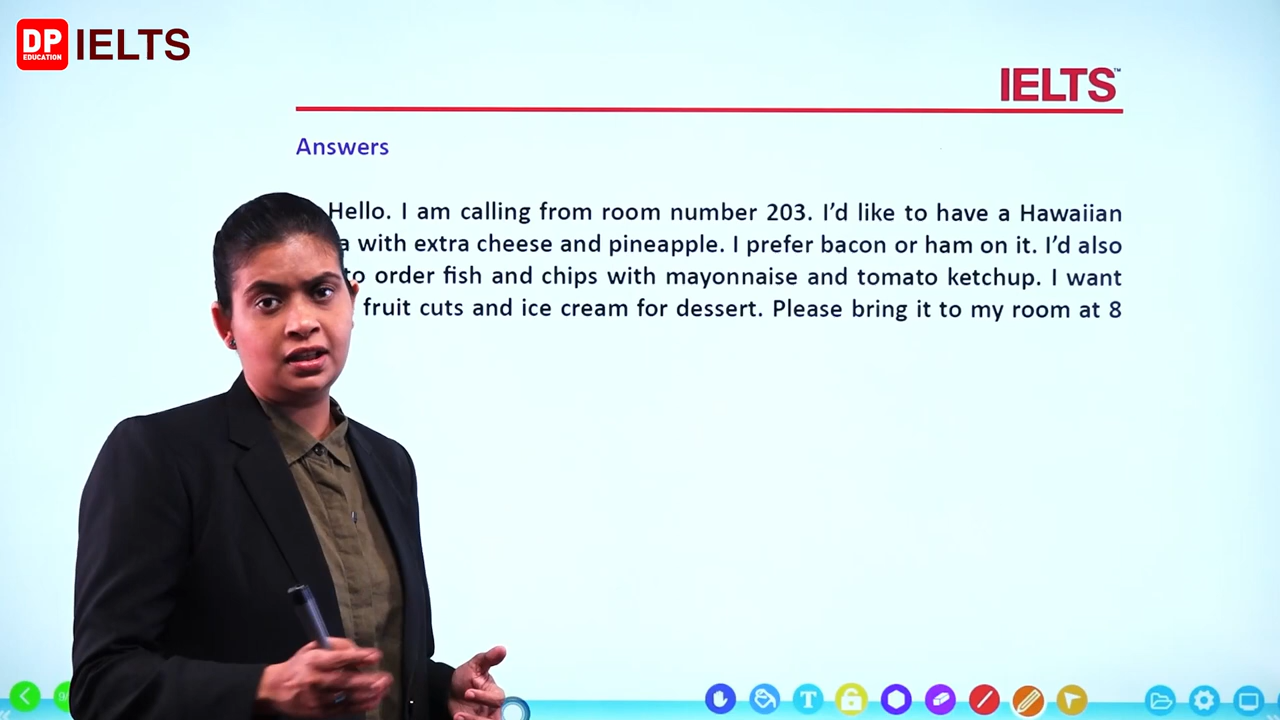 DP
EDUCATION
IELTS
IELTS™
Answers
Hello. I am calling from room number 203. I’d like to have a Hawaiian
with extra cheese and pineapple. I prefer bacon or ham on it. I’d also
to order fish and chips with mayonnaise and tomato ketchup. I want
fruit cuts and ice cream for dessert. Please bring it to my room at 8
T